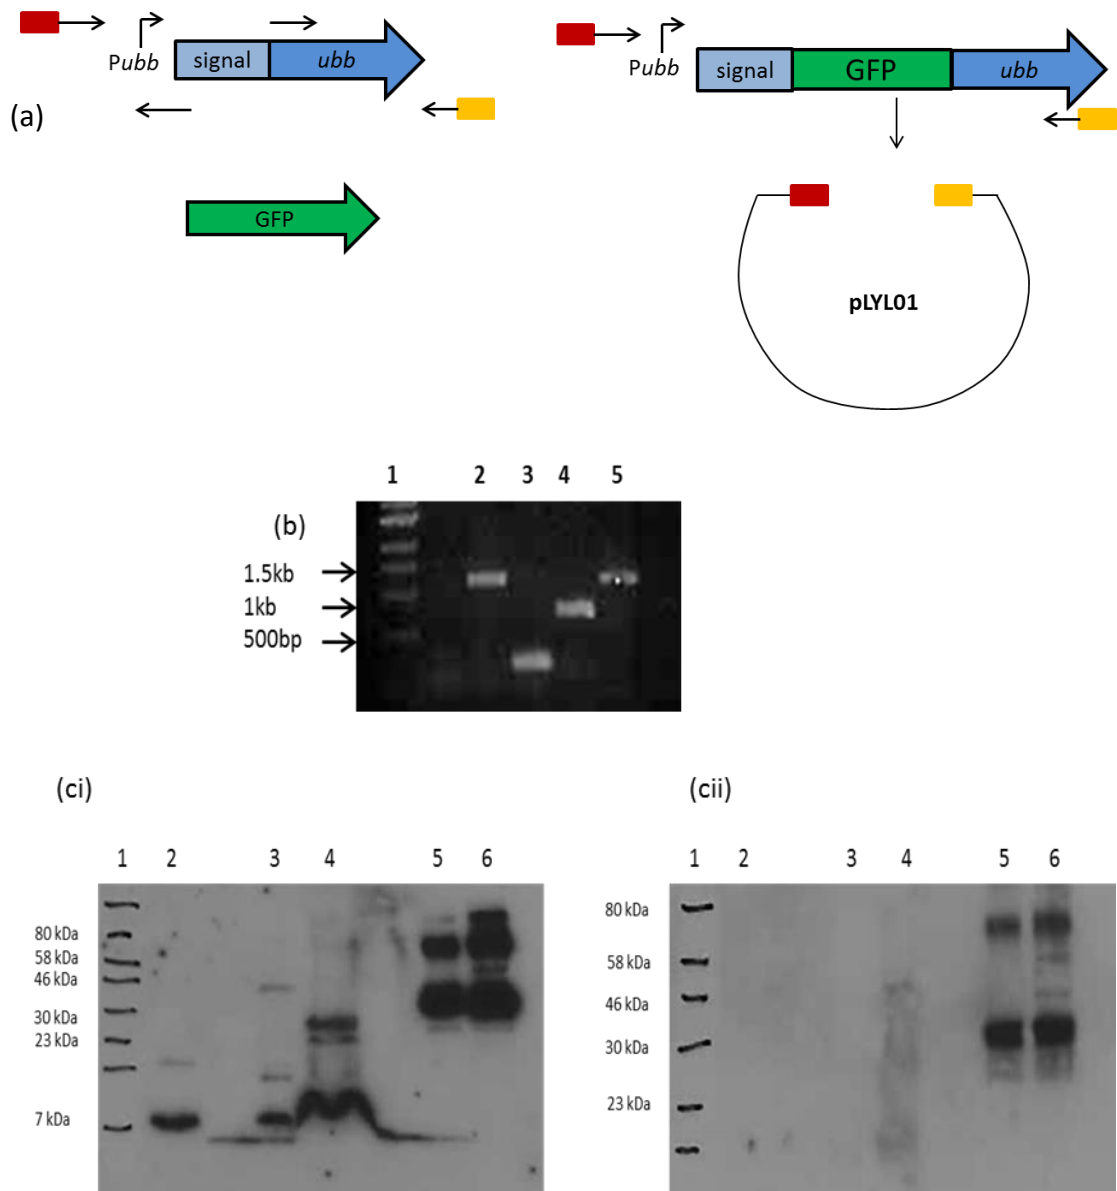 (a)
Pubb signal ubb
GFP
Pubb signal GFP ubb
pLYL01
(b)
1 2 3 4 5
1.5kb
1kb
500bp
(ci)
1 2 3 4 5 6
80 kDa
58 kDa
46 kDa
30 kDa
23 kDa
7 kDa
(cii)
1 2 3 4 5 6
80 kDa
58 kDa
46 kDa
30 kDa
23 kDa